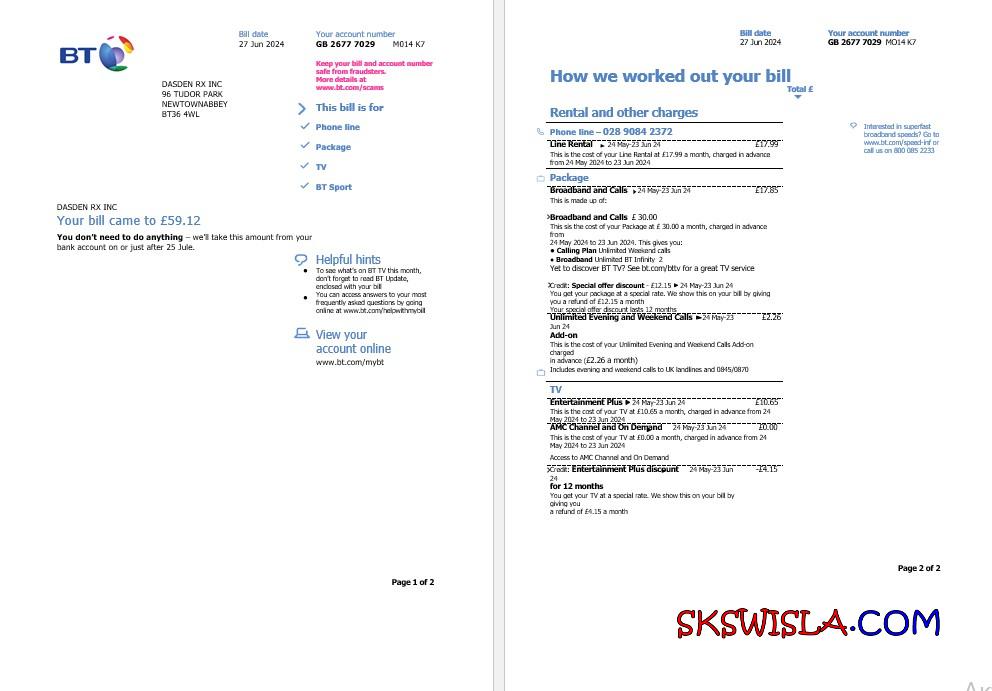 BT
Bill date
27 Jun 2024
Your account number
GB 2677 7029 M014 K7
Keep your bill and account number
safe from fraudsters.
More details at
www.bt.com/scams
DASDEN RX INC
96 TUDOR PARK
NEWTOWNABBEY
BT36 4WL
This bill is for
Phone line
Package
TV
BT Sport
DASDEN RX INC
Your bill came to £59.12
You don't need to do anything – we'll take this amount from your
bank account on or just after 25 Jule.
Helpful hints
• To see what's on BT TV this month,
don't forget to read BT Update,
enclosed with your bill
• You can access answers to your most
frequently asked questions by going
online at www.bt.com/helpwithmybill
View your
account online
www.bt.com/mybt
Page 1 of 2
Bill date
27 Jun 2024
Your account number
GB 2677 7029 MO14 K7
How we worked out your bill
Total £
Rental and other charges
Phone line – 028 9084 2372
Line Rental 24 May-23 Jun 24 £17.99
This is the cost of your Line Rental at £17.99 a month, charged in advance
from 24 May 2024 to 23 Jun 2024
Interested in superfast
broadband speeds? Go to
www.bt.com/speed-inf or
call us on 800 085 2233
Package
Broadband and Calls 24 May-23 Jun 24 £17.85
This is made up of:
Broadband and Calls £ 30.00
This sis the cost of your Package at £ 30.00 a month, charged in advance
from
24 May 2024 to 23 Jun 2024. This gives you:
• Calling Plan Unlimited Weekend calls
• Broadband Unlimited BT Infinity 2
Yet to discover BT TV? See bt.com/bttv for a great TV service
Credit: Special offer discount - £12.15 24 May-23 Jun 24
You get your package at a special rate. We show this on your bill by giving
you a refund of £12.15 a month
Your special offer discount lasts 12 months
Unlimited Evening and Weekend Calls 24 May-23 £2.26
Jun 24
Add-on
This is the cost of your Unlimited Evening and Weekend Calls Add-on
charged
in advance (£2.26 a month)
Includes evening and weekend calls to UK landlines and 0845/0870
TV
Entertainment Plus 24 May-23 Jun 24 £10.65
This is the cost of your TV at £10.65 a month, charged in advance from 24
May 2024 to 23 Jun 2024
AMC Channel and On Demand 24 May-23 Jun 24 £0.00
This is the cost of your TV at £0.00 a month, charged in advance from 24
May 2024 to 23 Jun 2024
Access to AMC Channel and On Demand
Credit: Entertainment Plus discount 24 May-23 Jun -£4.15
24
for 12 months
You get your TV at a special rate. We show this on your bill by
giving you
a refund of £4.15 a month
Page 2 of 2
SKSWISLA.COM